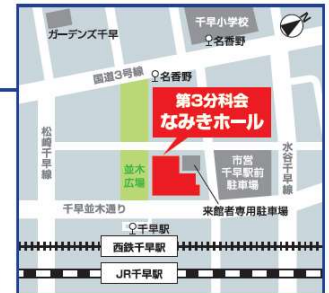 千早小学校
ガーデンズ千早
名香野
国道3号線
名香野
第3分科会
なみきホール
松崎千早線
並木
広場
市営
千早駅前
駐車場
水谷千早線
千早並木通り
来館者専用駐車場
千早駅
西鉄千早駅
JR千早駅